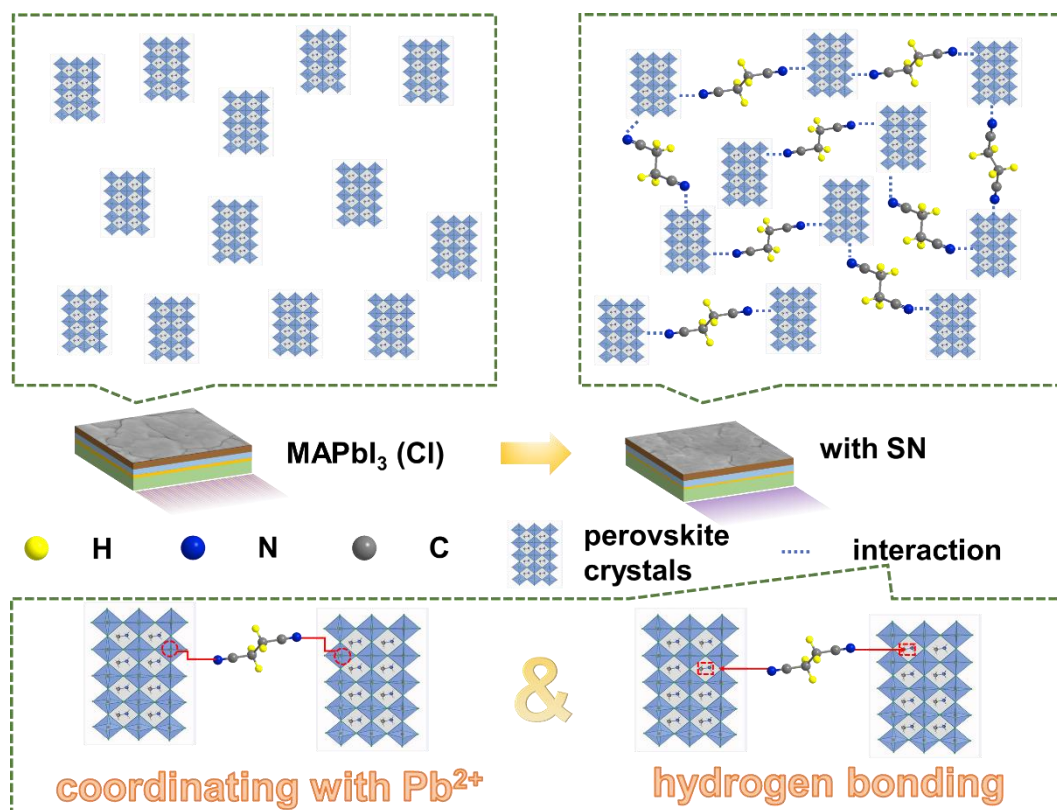 MAPbI₃ (Cl)
with SN
H
N
C
perovskite
crystals
interaction
&
coordinating with Pb²⁺
hydrogen bonding